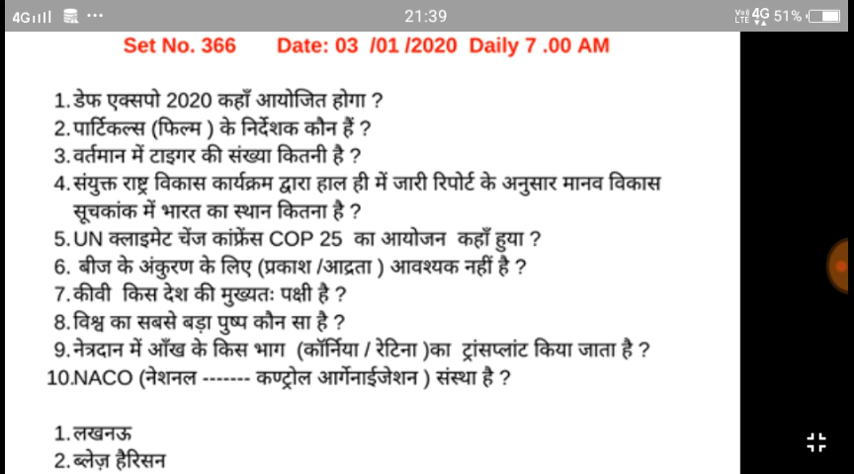 4G 21:39 VoI) LTE 4G 51%
Set No. 366 Date: 03 /01 /2020 Daily 7 .00 AM
1.डेफ एक्सपो 2020 कहाँ आयोजित होगा ?
2.पार्टिकल्स (फिल्म ) के निर्देशक कौन हैं ?
3.वर्तमान में टाइगर की संख्या कितनी है ?
4.संयुक्त राष्ट्र विकास कार्यक्रम द्वारा हाल ही में जारी रिपोर्ट के अनुसार मानव विकास
सूचकांक में भारत का स्थान कितना है ?
5.UN क्लाइमेट चेंज कांफ्रेंस COP 25 का आयोजन कहाँ हुया ?
6. बीज के अंकुरण के लिए (प्रकाश /आद्रता ) आवश्यक नहीं है ?
7.कीवी किस देश की मुख्यतः पक्षी है ?
8.विश्व का सबसे बड़ा पुष्प कौन सा है ?
9.नेत्रदान में आँख के किस भाग (कॉर्निया / रेटिना )का ट्रांसप्लांट किया जाता है ?
10.NACO (नेशनल ------- कण्ट्रोल आर्गेनाईजेशन ) संस्था है ?
1.लखनऊ
2.ब्लेज़ हैरिसन